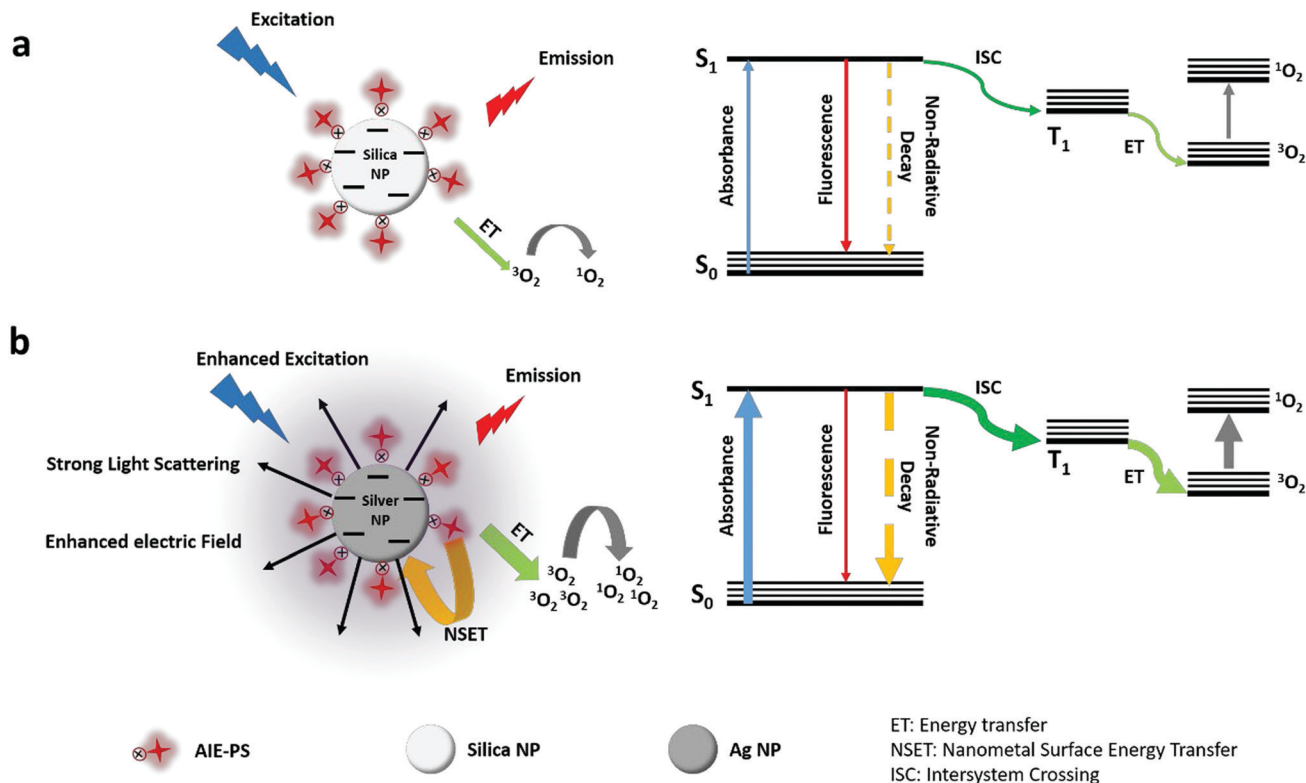 a
Excitation
Emission
Silica
NP
ET
³O₂
¹O₂
S₁
S₀
Absorbance
Fluorescence
Non-Radiative
Decay
ISC
T₁
ET
¹O₂
³O₂
b
Enhanced Excitation
Emission
Strong Light Scattering
Enhanced electric Field
Silver
NP
NSET
ET
³O₂
³O₂ ³O₂
¹O₂
¹O₂ ¹O₂
S₁
S₀
Absorbance
Fluorescence
Non-Radiative
Decay
ISC
T₁
ET
¹O₂
³O₂
AIE-PS
Silica NP
Ag NP
ET: Energy transfer
NSET: Nanometal Surface Energy Transfer
ISC: Intersystem Crossing